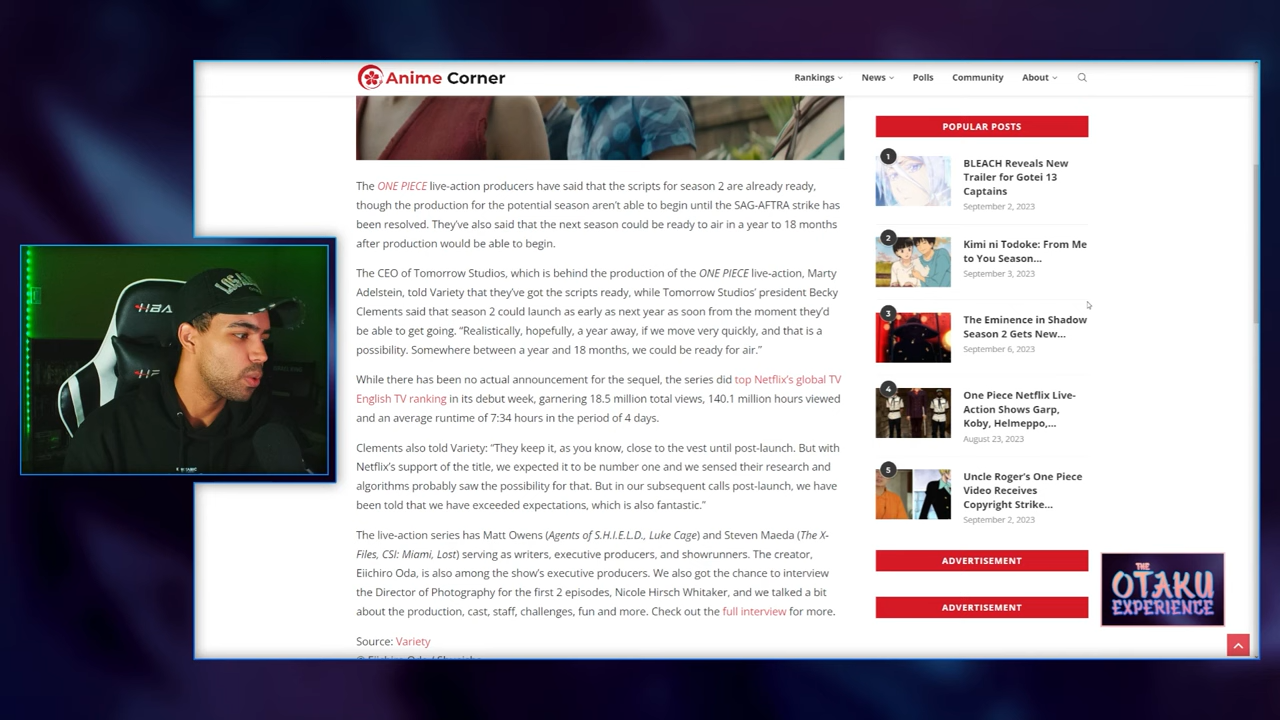 Anime Corner
Rankings
News
Polls
Community
About
The ONE PIECE live-action producers have said that the scripts for season 2 are already ready,
though the production for the potential season aren't able to begin until the SAG-AFTRA strike has
been resolved. They've also said that the next season could be ready to air in a year to 18 months
after production would be able to begin.
The CEO of Tomorrow Studios, which is behind the production of the ONE PIECE live-action, Marty
Adelstein, told Variety that they've got the scripts ready, while Tomorrow Studios' president Becky
Clements said that season 2 could launch as early as next year as soon from the moment they'd
be able to get going. “Realistically, hopefully, a year away, if we move very quickly, and that is a
possibility. Somewhere between a year and 18 months, we could be ready for air.”
While there has been no actual announcement for the sequel, the series did top Netflix's global TV
English TV ranking in its debut week, garnering 18.5 million total views, 140.1 million hours viewed
and an average runtime of 7:34 hours in the period of 4 days.
Clements also told Variety: “They keep it, as you know, close to the vest until post-launch. But with
Netflix's support of the title, we expected it to be number one and we sensed their research and
algorithms probably saw the possibility for that. But in our subsequent calls post-launch, we have
been told that we have exceeded expectations, which is also fantastic.”
The live-action series has Matt Owens (Agents of S.H.I.E.L.D., Luke Cage) and Steven Maeda (The X-
Files, CSI: Miami, Lost) serving as writers, executive producers, and showrunners. The creator,
Eiichiro Oda, is also among the show's executive producers. We also got the chance to interview
the Director of Photography for the first 2 episodes, Nicole Hirsch Whitaker, and we talked a bit
about the production, cast, staff, challenges, fun and more. Check out the full interview for more.
Source: Variety
POPULAR POSTS
1
BLEACH Reveals New
Trailer for Gotei 13
Captains
September 2, 2023
2
Kimi ni Todoke: From Me
to You Season...
September 3, 2023
3
The Eminence in Shadow
Season 2 Gets New...
September 6, 2023
4
One Piece Netflix Live-
Action Shows Garp,
Koby, Helmeppo,...
August 23, 2023
5
Uncle Roger's One Piece
Video Receives
Copyright Strike...
September 2, 2023
ADVERTISEMENT
ADVERTISEMENT
THE
OTAKU
EXPERIENCE
HBA